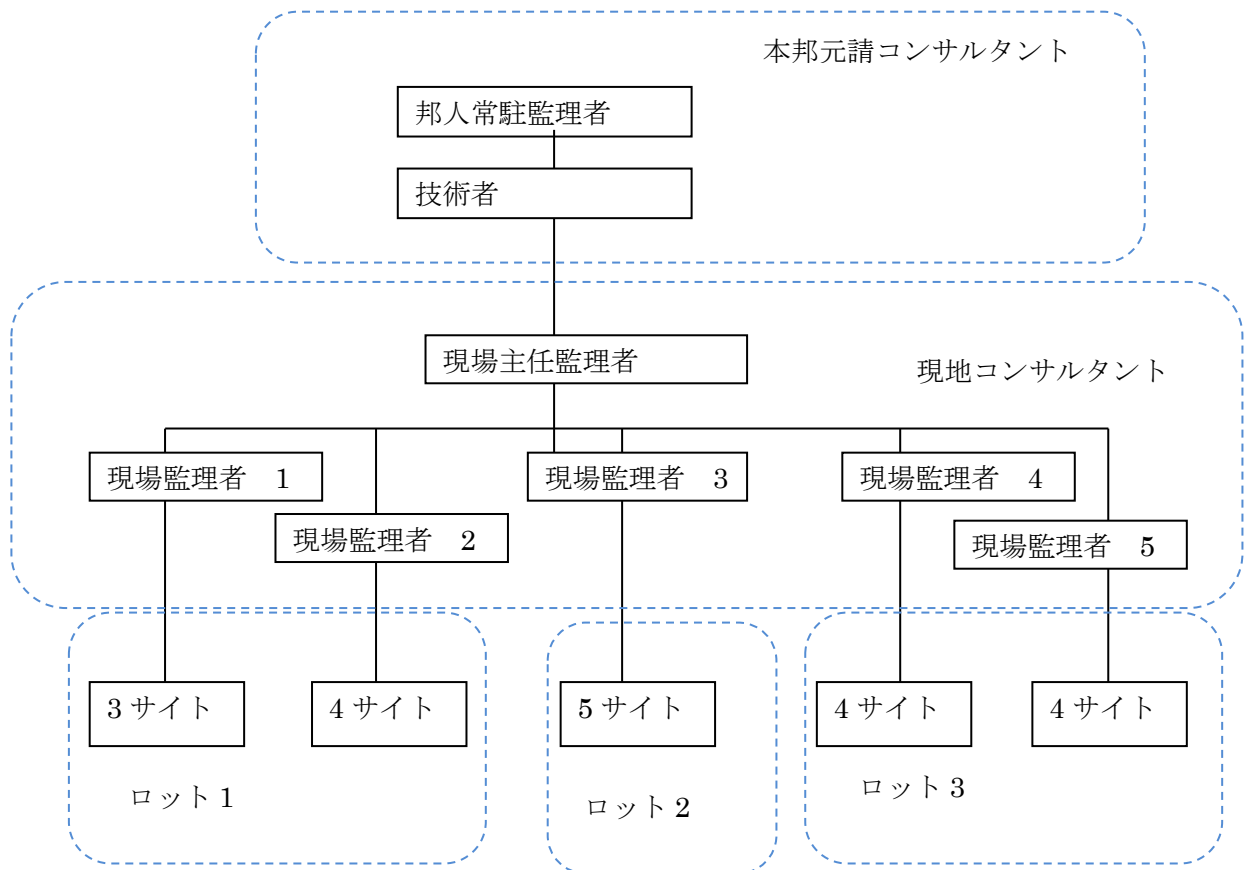 本邦元請コンサルタント
邦人常駐監理者
技術者
現場主任監理者
現地コンサルタント
現場監理者 1
現場監理者 3
現場監理者 4
現場監理者 2
現場監理者 5
3サイト
4サイト
5サイト
4サイト
4サイト
ロット1
ロット2
ロット3